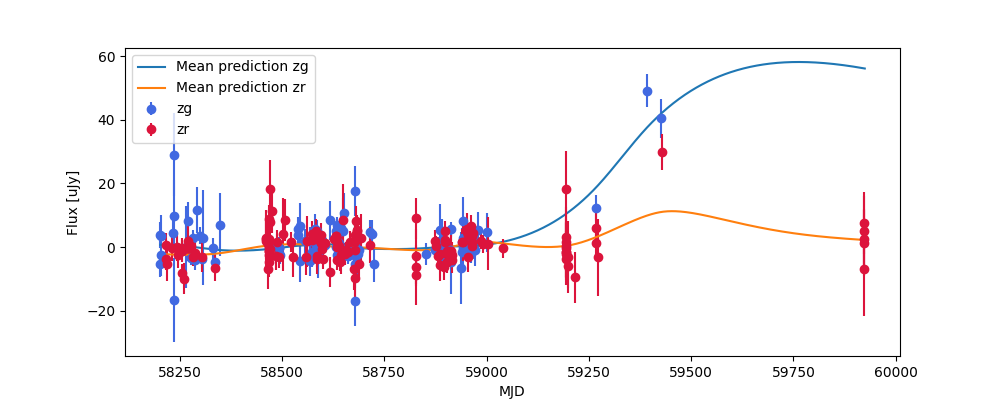 60
40
20
0
−20
Flux [uJy]
Mean prediction zg
Mean prediction zr
zg
zr
58250 58500 58750 59000 59250 59500 59750 60000
MJD